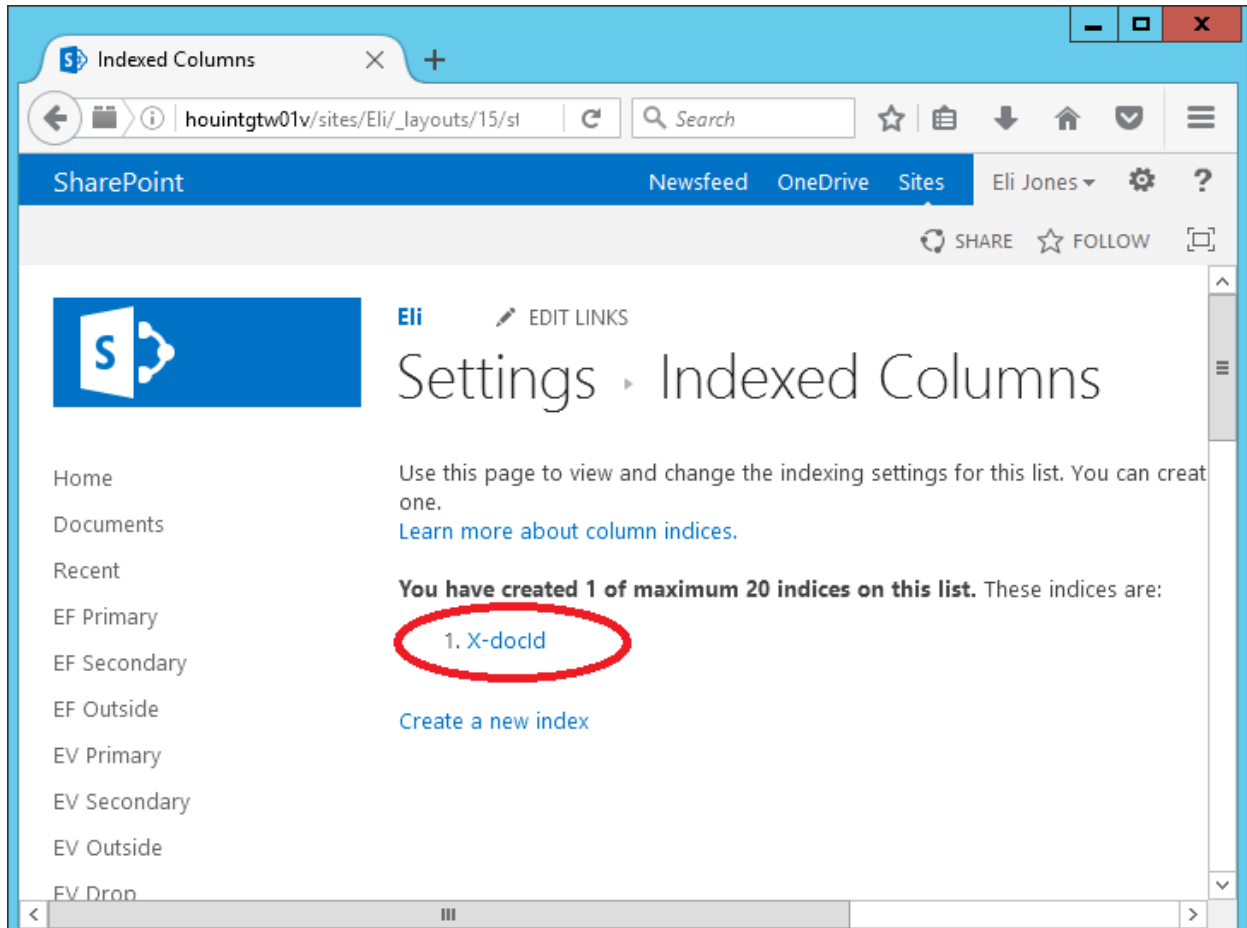 Indexed Columns
houintgtw01v/sites/Eli/_layouts/15/st
Search
SharePoint
Newsfeed OneDrive Sites Eli Jones ?
SHARE FOLLOW
S
Eli EDIT LINKS
Settings Indexed Columns
Use this page to view and change the indexing settings for this list. You can creat
one.
Learn more about column indices.
You have created 1 of maximum 20 indices on this list. These indices are:
1. X-docId
Create a new index
Home
Documents
Recent
EF Primary
EF Secondary
EF Outside
EV Primary
EV Secondary
EV Outside
EV Drop